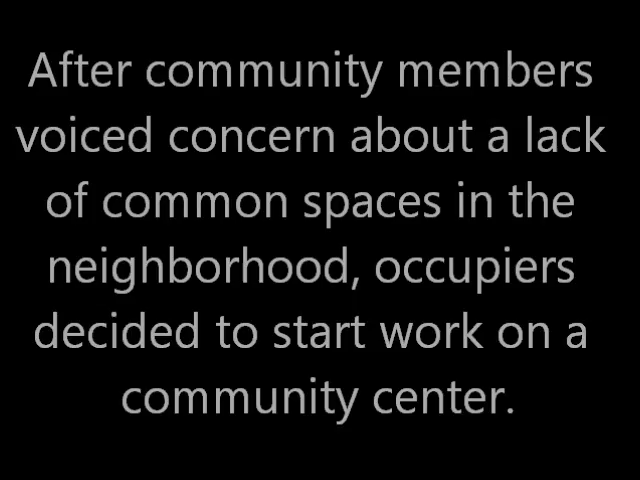 After community members
voiced concern about a lack
of common spaces in the
neighborhood, occupiers
decided to start work on a
community center.